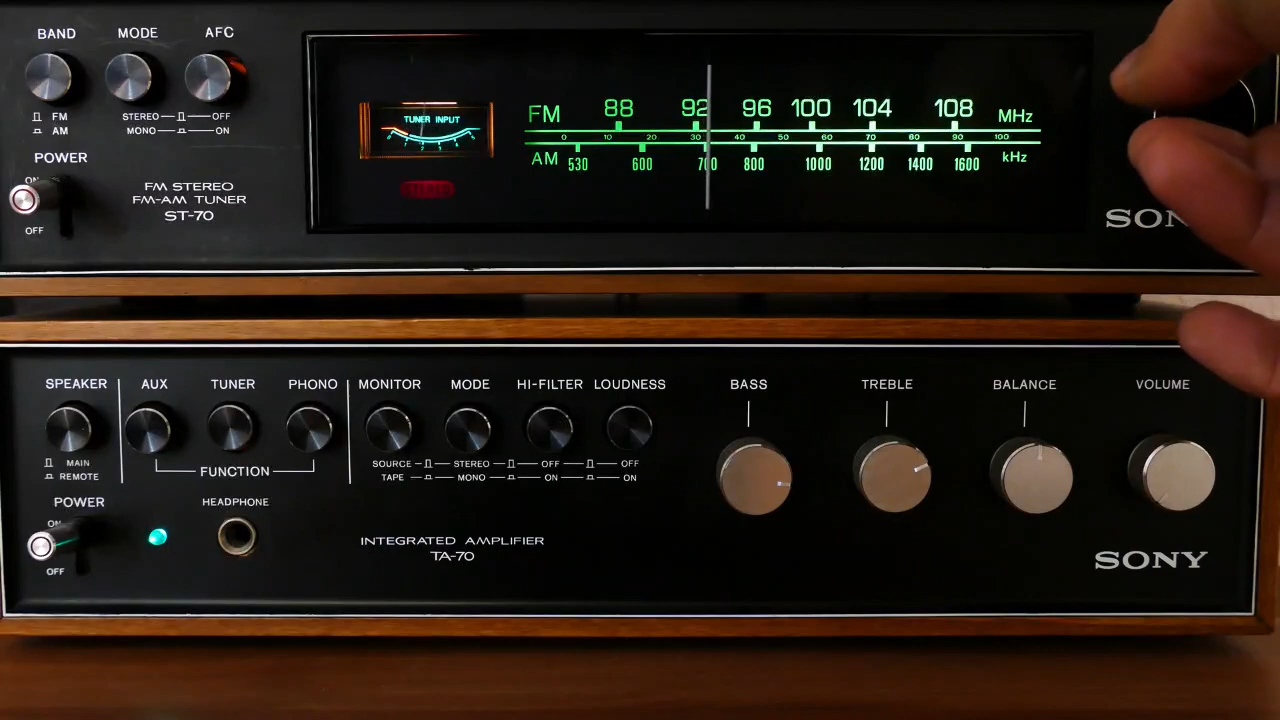 BAND MODE AFC
FM STEREO OFF
AM MONO ON
POWER
ON
OFF
FM STEREO
FM-AM TUNER
ST-70
TUNER INPUT
FM 88 92 96 100 104 108 MHz
0 10 20 30 40 50 60 70 80 90 100
AM 530 600 700 800 1000 1200 1400 1600 kHz
SON
SPEAKER AUX TUNER PHONO MONITOR MODE HI-FILTER LOUDNESS BASS TREBLE BALANCE VOLUME
MAIN SOURCE STEREO OFF OFF
REMOTE FUNCTION TAPE MONO ON ON
POWER HEADPHONE
ON
OFF
INTEGRATED AMPLIFIER
TA-70
SONY